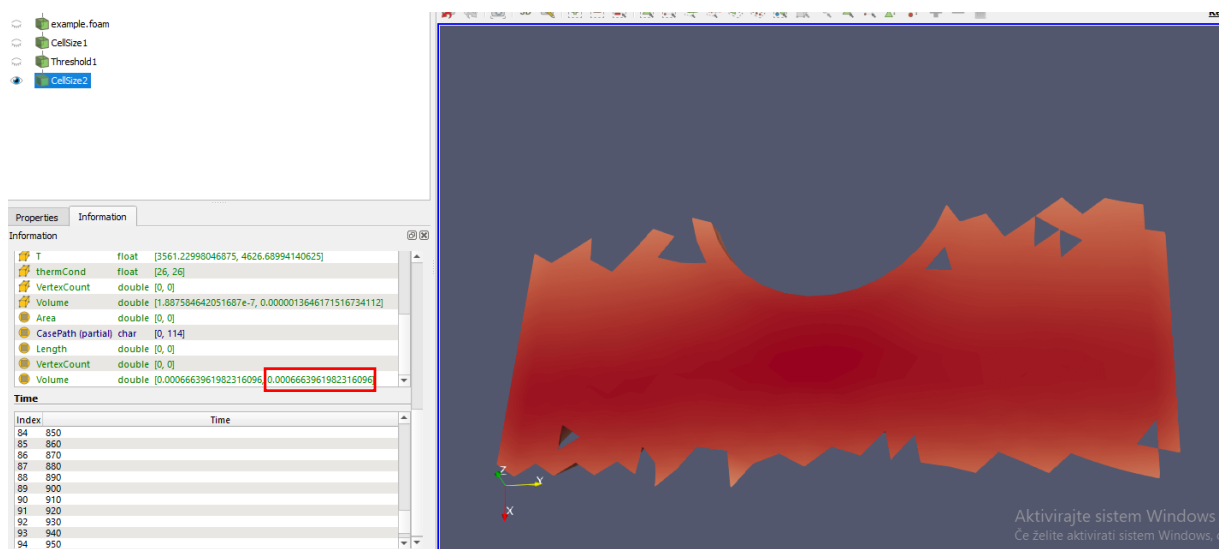 example.foam
CellSize1
Threshold1
CellSize2
Properties
Information
Information
T float [3561.22998046875, 4626.68994140625]
thermCond float [26, 26]
VertexCount double [0, 0]
Volume double [1.887584642051687e-7, 0.0000013646171516734112]
Area double [0, 0]
CasePath (partial) char [0, 114]
Length double [0, 0]
VertexCount double [0, 0]
Volume double [0.0006663961982316096, 0.0006663961982316096]
Time
Index Time
84 850
85 860
86 870
87 880
88 890
89 900
90 910
91 920
92 930
93 940
94 950
Z
Y
X
Aktivirajte sistem Windows
Če želite aktivirati sistem Windows,